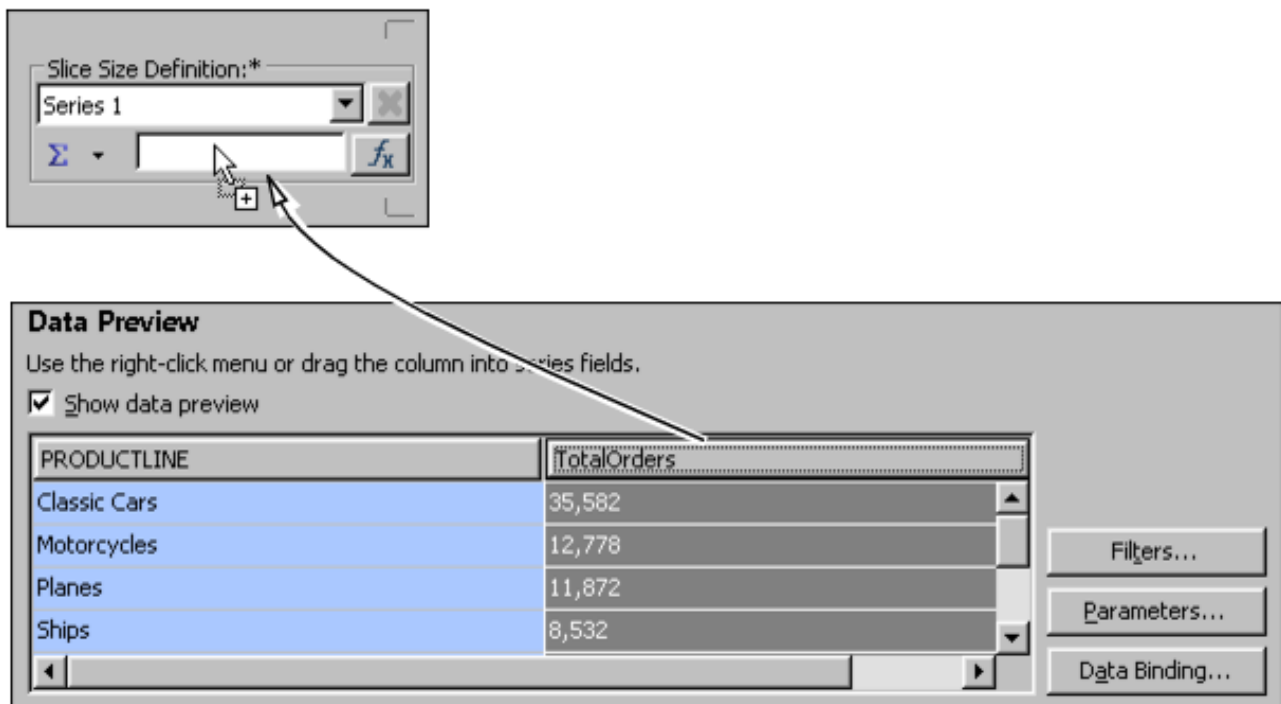 Slice Size Definition:*
Series 1
Σ fx
Data Preview
Use the right-click menu or drag the column into series fields.
Show data preview
PRODUCTLINE TotalOrders
Classic Cars 35,582
Motorcycles 12,778
Planes 11,872
Ships 8,532
Filters...
Parameters...
Data Binding...